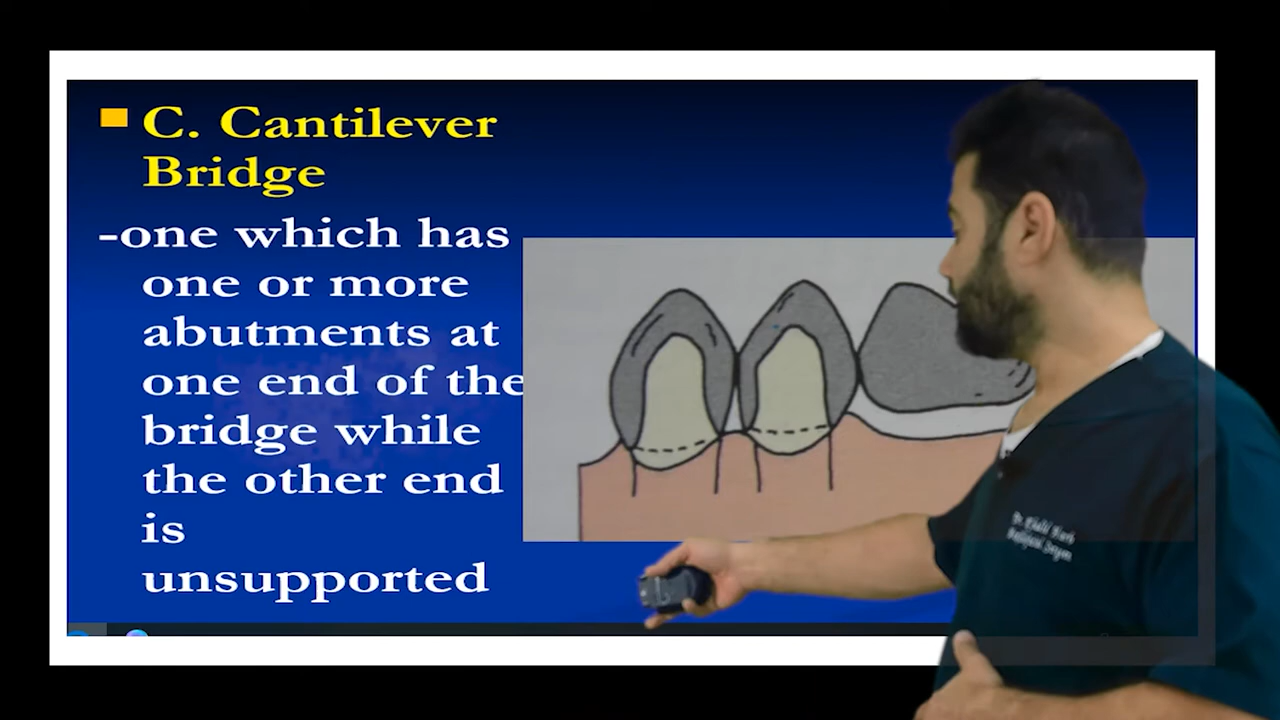 C. Cantilever
Bridge
-one which has
one or more
abutments at
one end of the
bridge while
the other end
is
unsupported